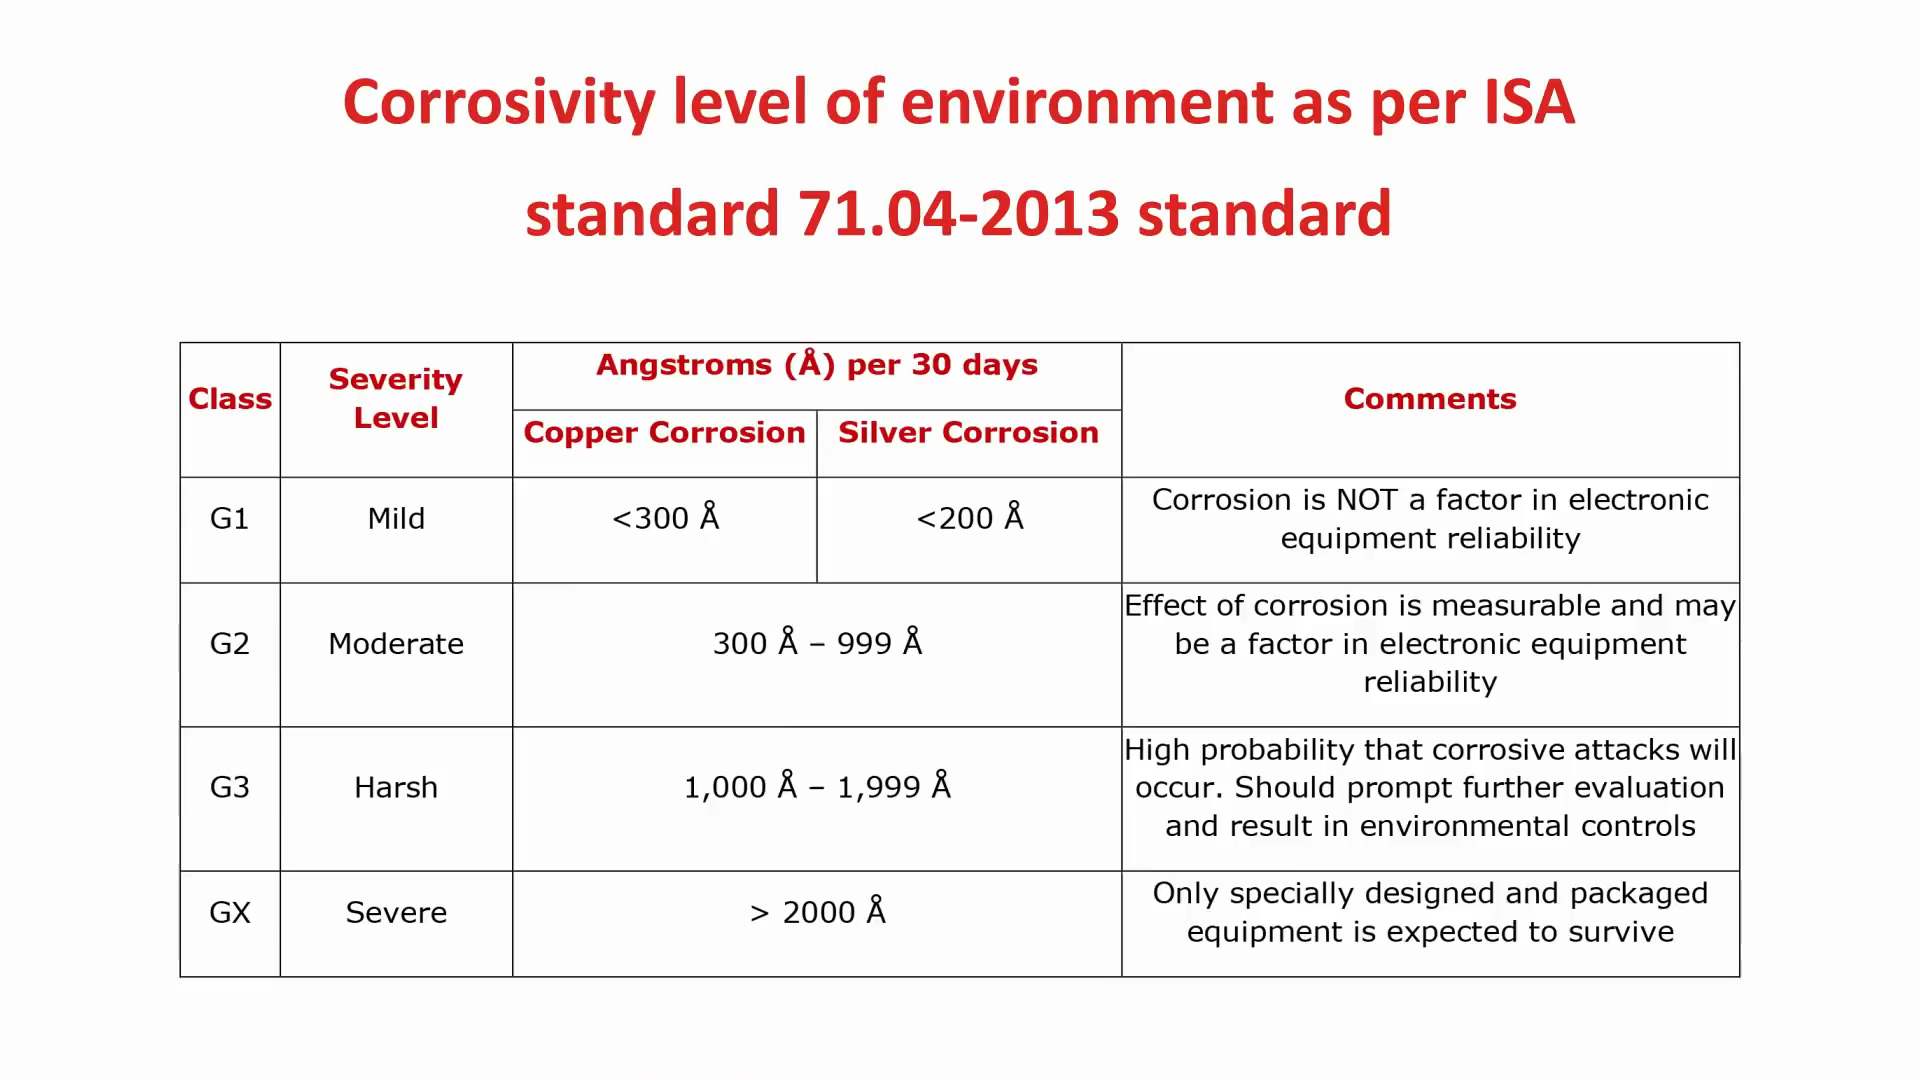 Corrosivity level of environment as per ISA
standard 71.04-2013 standard
Class
Severity
Level
Angstroms (Å) per 30 days
Copper Corrosion
Silver Corrosion
Comments
G1
Mild
<300 Å
<200 Å
Corrosion is NOT a factor in electronic
equipment reliability
G2
Moderate
300 Å – 999 Å
Effect of corrosion is measurable and may
be a factor in electronic equipment
reliability
G3
Harsh
1,000 Å – 1,999 Å
High probability that corrosive attacks will
occur. Should prompt further evaluation
and result in environmental controls
GX
Severe
> 2000 Å
Only specially designed and packaged
equipment is expected to survive